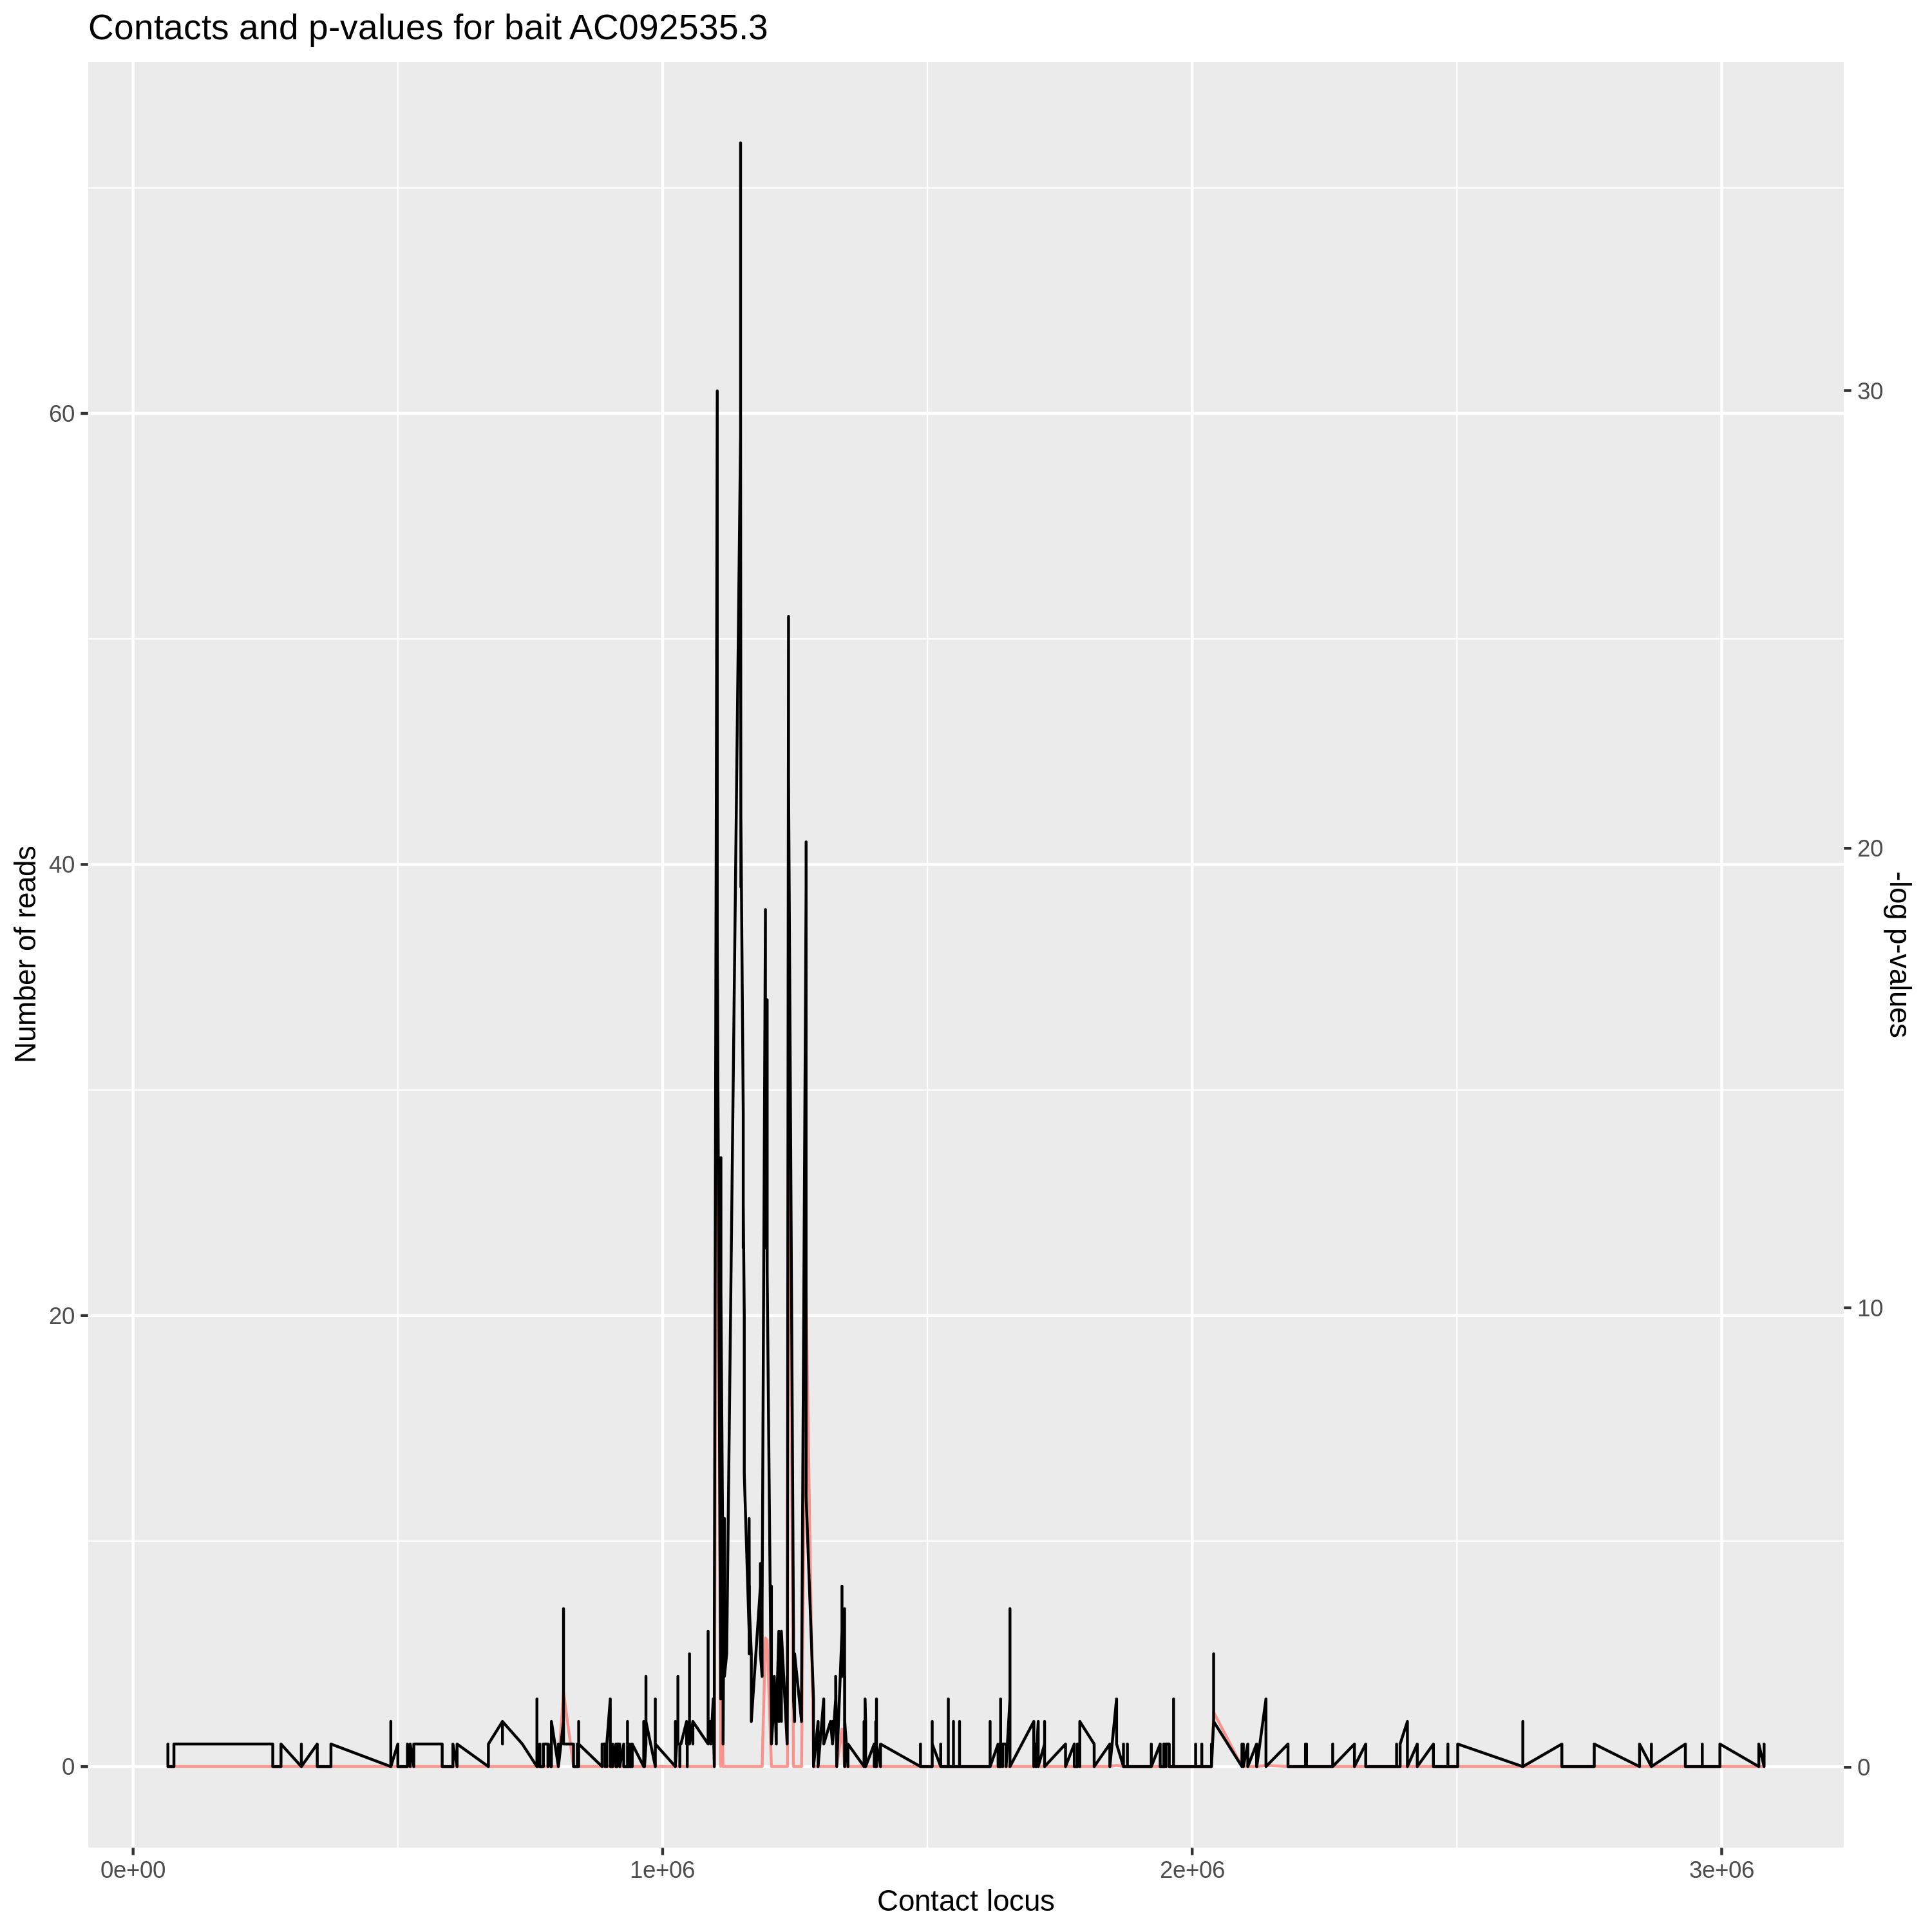 Contacts and p-values for bait AC092535.3
60
40
20
0
Number of reads
30
20
10
0
-log p-values
0e+00
1e+06
2e+06
3e+06
Contact locus